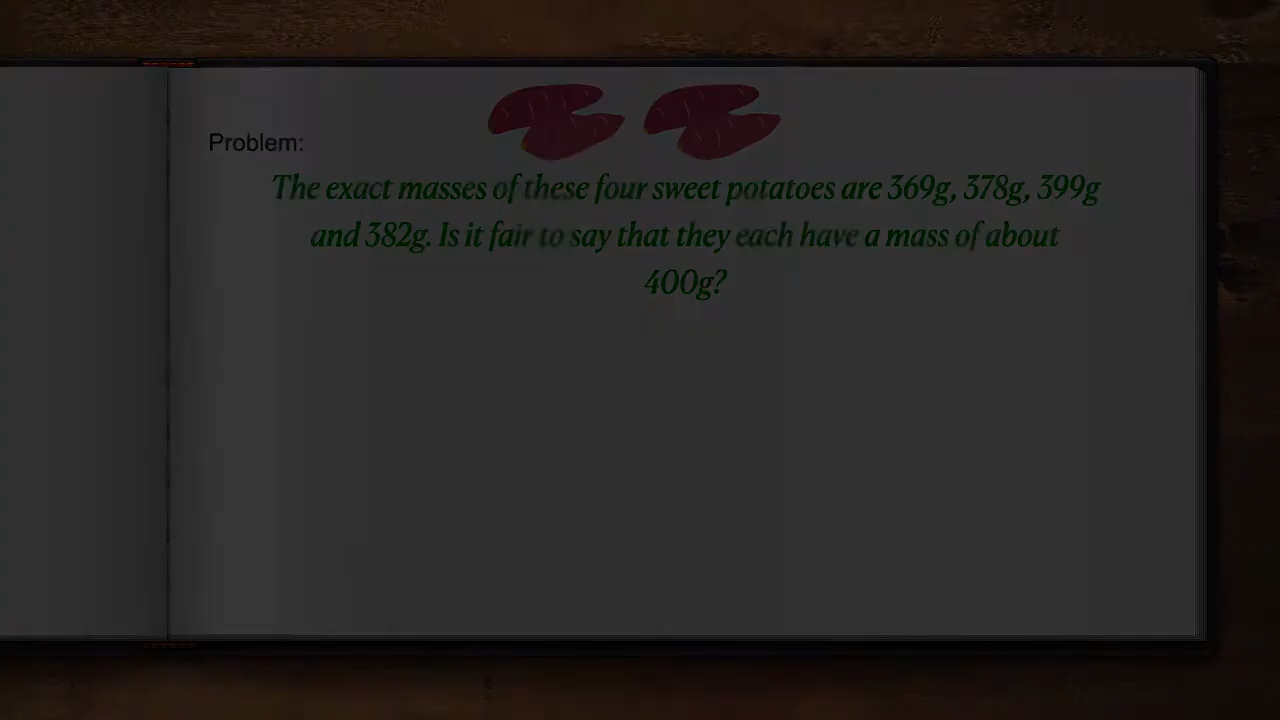 Problem:
The exact masses of these four sweet potatoes are 369g, 378g, 399g
and 382g. Is it fair to say that they each have a mass of about
400g?